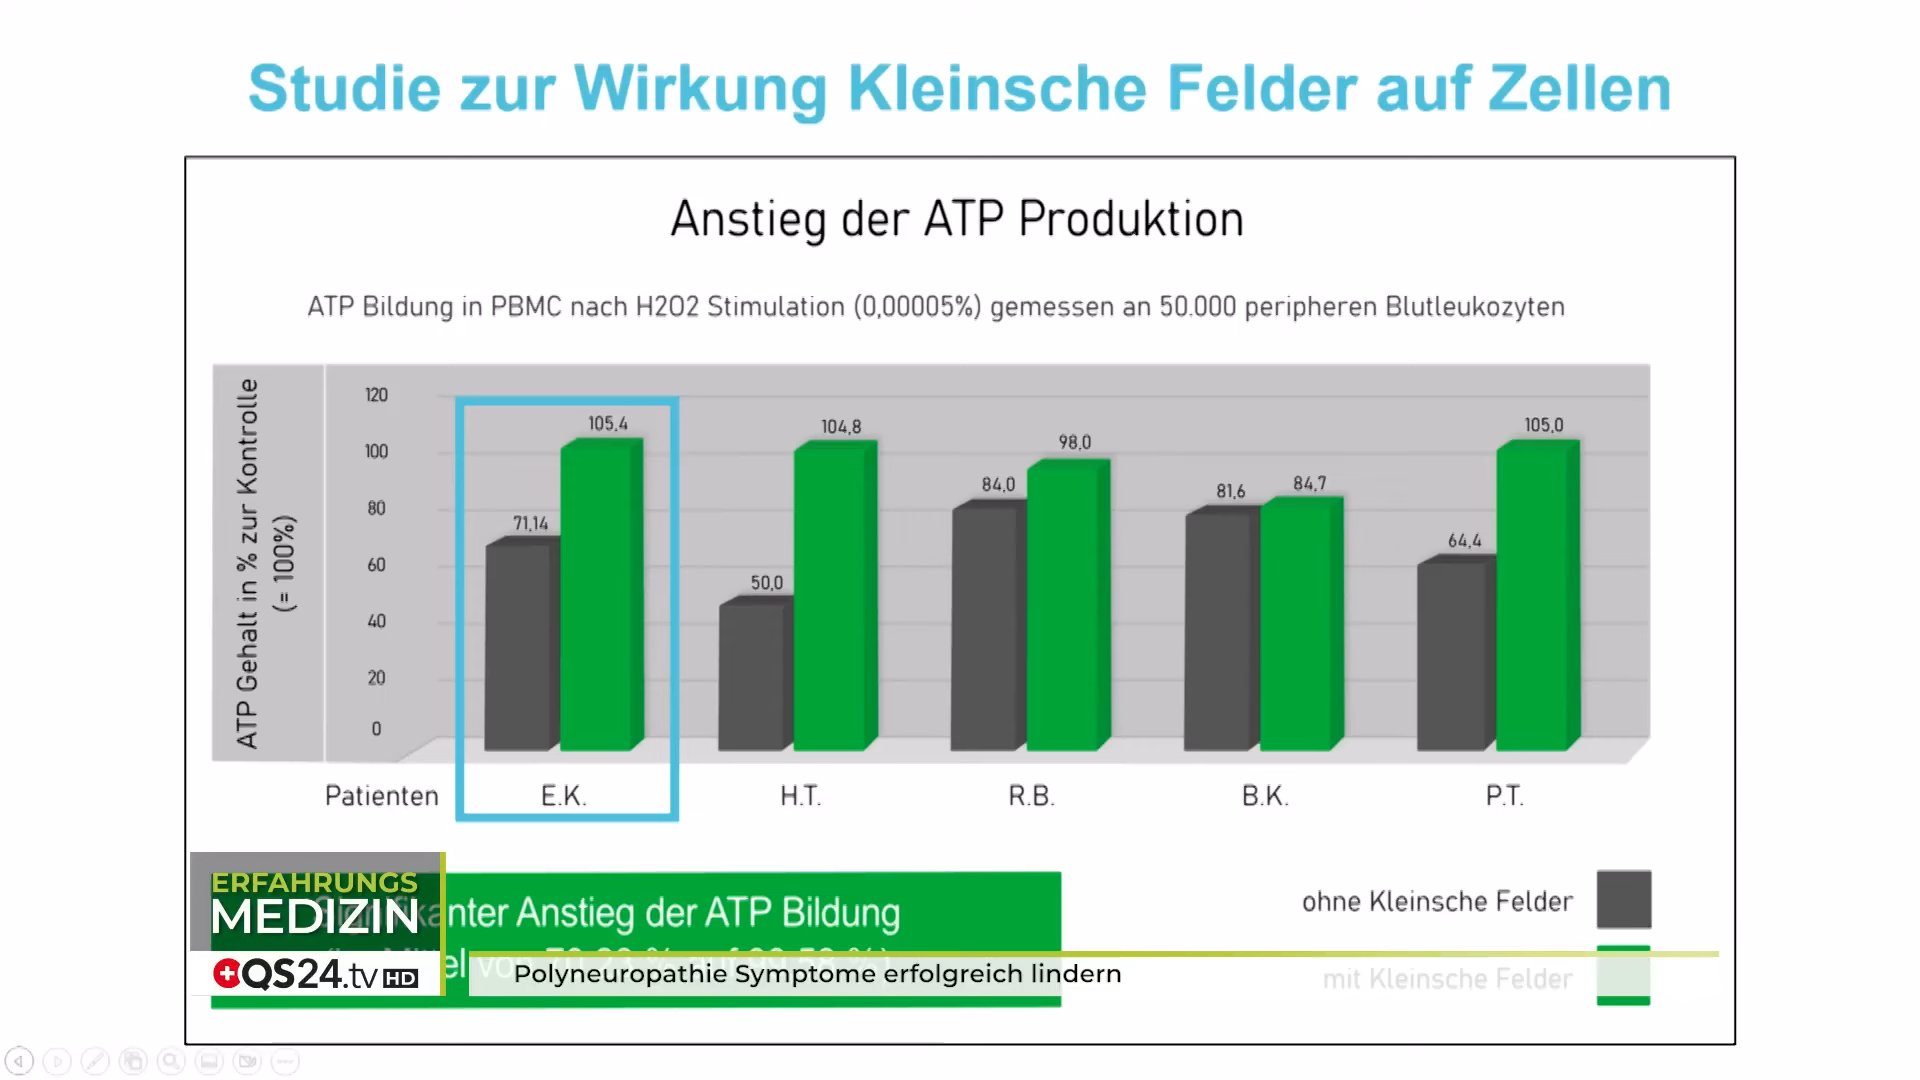 Studie zur Wirkung Kleinsche Felder auf Zellen
Anstieg der ATP Produktion
ATP Bildung in PBMC nach H2O2 Stimulation (0,00005%) gemessen an 50.000 peripheren Blutleukozyten
ATP Gehalt in % zur Kontrolle
(= 100%)
120
100
80
60
40
20
0
71,14
105,4
50,0
104,8
84,0
98,0
81,6
84,7
64,4
105,0
Patienten
E.K.
H.T.
R.B.
B.K.
P.T.
Anstieg der ATP Bildung
ohne Kleinsche Felder
mit Kleinsche Felder
ERFAHRUNGS
MEDIZIN
QS24.tv HD
Polyneuropathie Symptome erfolgreich lindern